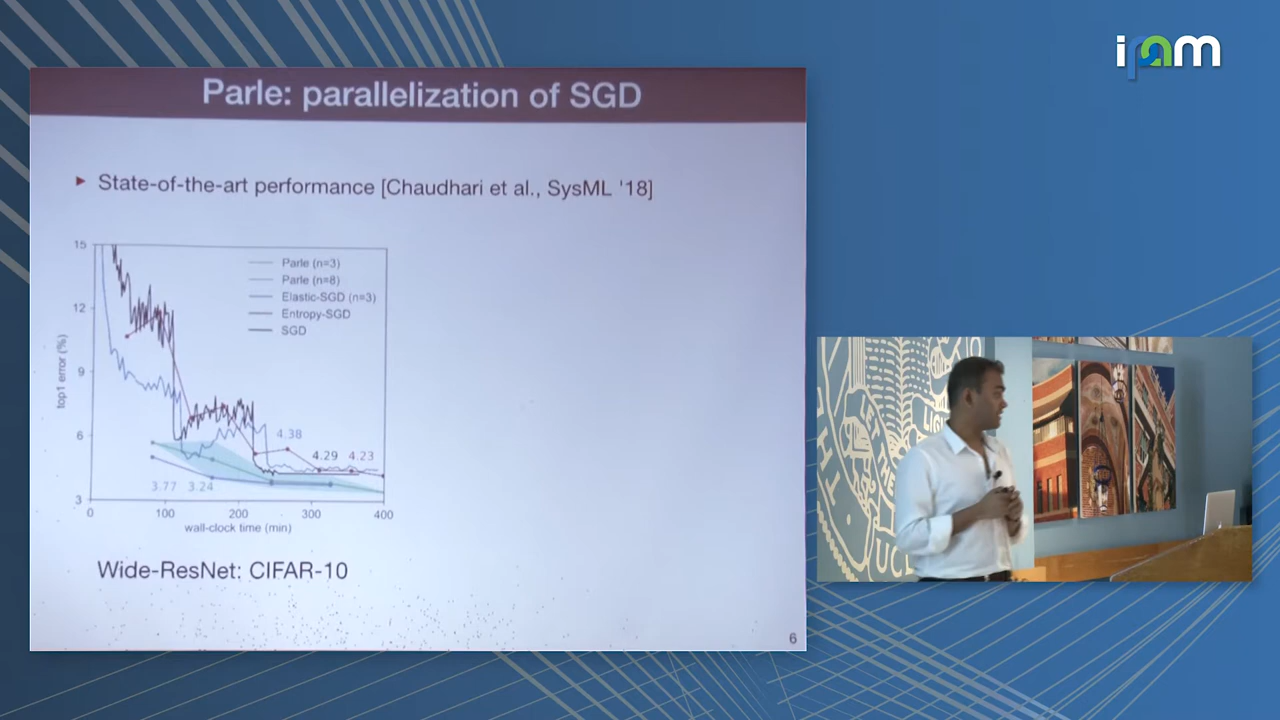 ipam
Parle: parallelization of SGD
► State-of-the-art performance [Chaudhari et al., SysML '18]
15
12
9
6
3
top1 error (%)
Parle (n=3)
Parle (n=8)
Elastic-SGD (n=3)
Entropy-SGD
SGD
4.38
4.29 4.23
3.77 3.24
0 100 200 300 400
wall-clock time (min)
Wide-ResNet: CIFAR-10
6
LIGH
UCL